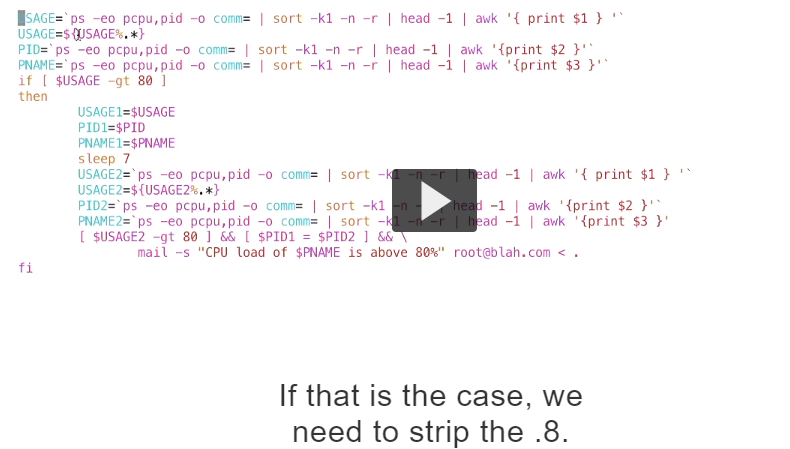 USAGE=`ps -eo pcpu,pid -o comm= | sort -k1 -n -r | head -1 | awk '{ print $1 } '`
USAGE=${USAGE%.*}
PID=`ps -eo pcpu,pid -o comm= | sort -k1 -n -r | head -1 | awk '{print $2 }'`
PNAME=`ps -eo pcpu,pid -o comm= | sort -k1 -n -r | head -1 | awk '{print $3 }'`
if [ $USAGE -gt 80 ]
then
USAGE1=$USAGE
PID1=$PID
PNAME1=$PNAME
sleep 7
USAGE2=`ps -eo pcpu,pid -o comm= | sort -k1 -n -r | head -1 | awk '{ print $1 } '`
USAGE2=${USAGE2%.*}
PID2=`ps -eo pcpu,pid -o comm= | sort -k1 -n -r | head -1 | awk '{print $2 }'`
PNAME2=`ps -eo pcpu,pid -o comm= | sort -k1 -n -r | head -1 | awk '{print $3 }'
[ $USAGE2 -gt 80 ] && [ $PID1 = $PID2 ] && \
mail -s "CPU load of $PNAME is above 80%" root@blah.com < .
fi
If that is the case, we
need to strip the .8.